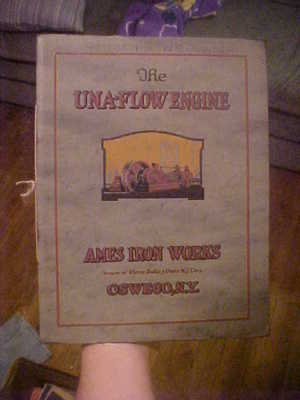 The
UNA-FLOW ENGINE
AMES IRON WORKS
OSWEGO, N.Y.